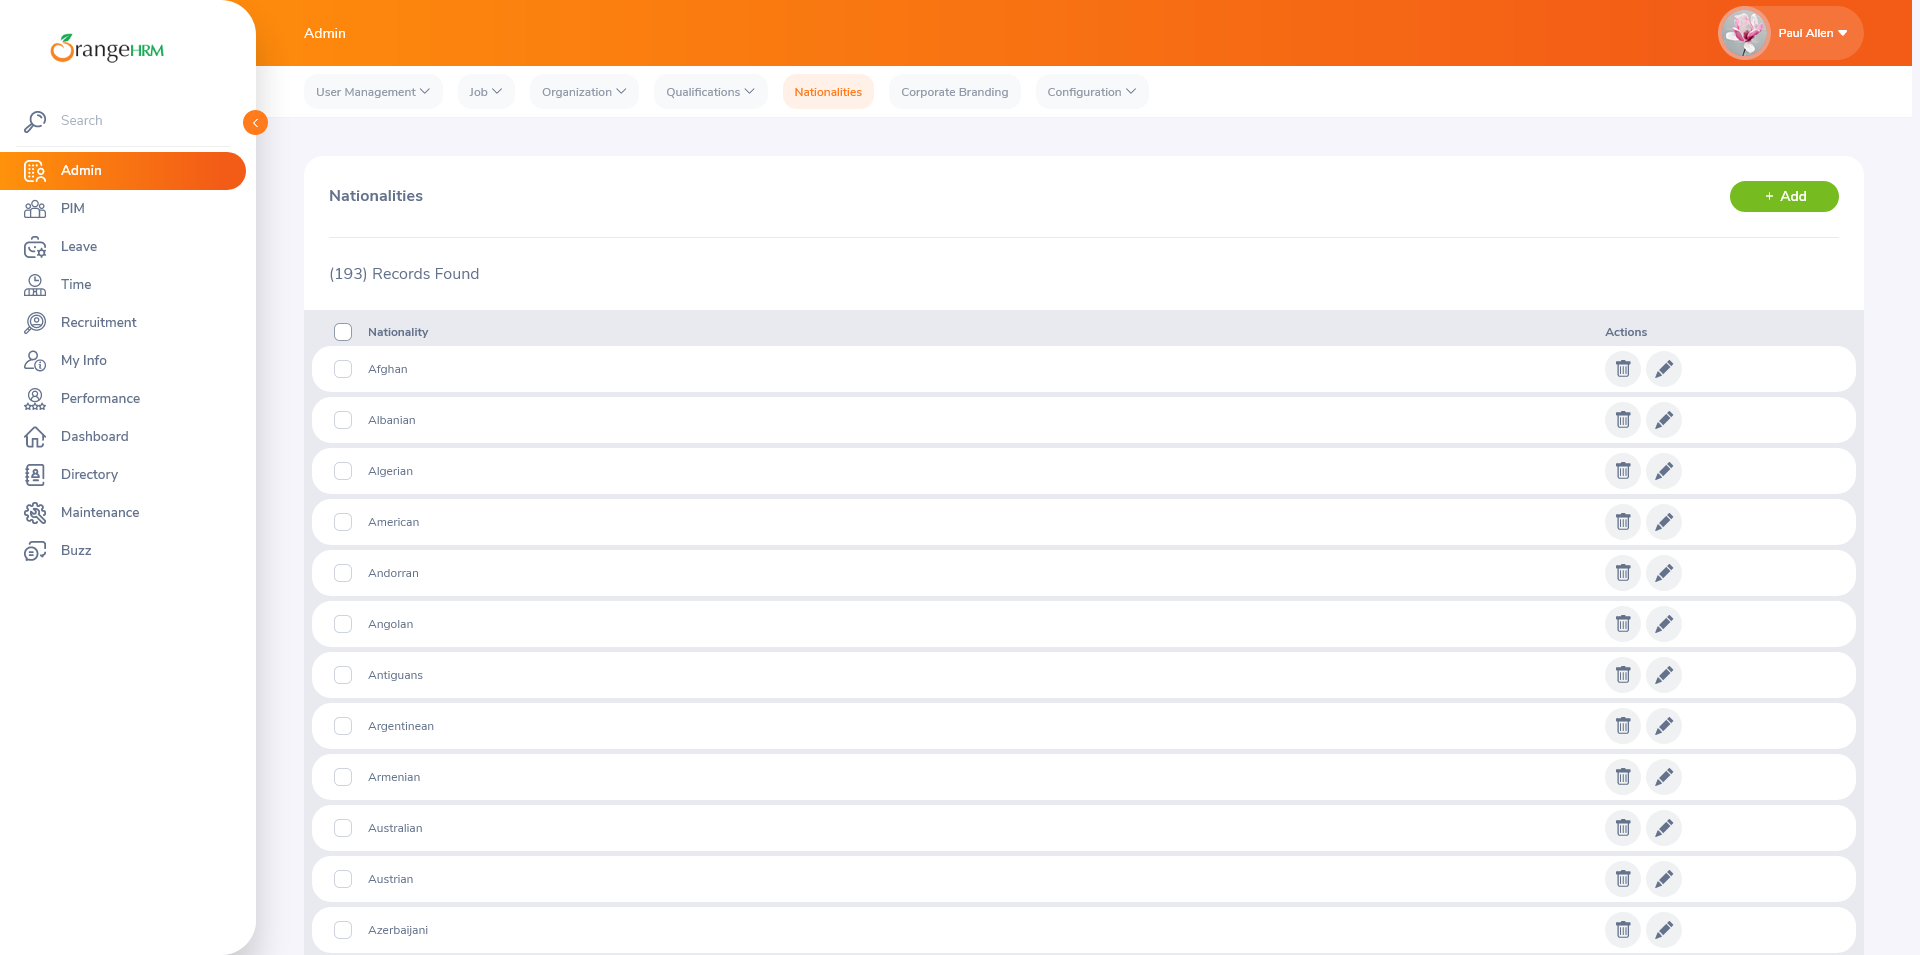 OrangeHRM
Admin
Paul Allen
User Management
Job
Organization
Qualifications
Nationalities
Corporate Branding
Configuration
Search
Admin
PIM
Leave
Time
Recruitment
My Info
Performance
Dashboard
Directory
Maintenance
Buzz
Nationalities
+ Add
(193) Records Found
Nationality Actions
Afghan
Albanian
Algerian
American
Andorran
Angolan
Antiguans
Argentinean
Armenian
Australian
Austrian
Azerbaijani